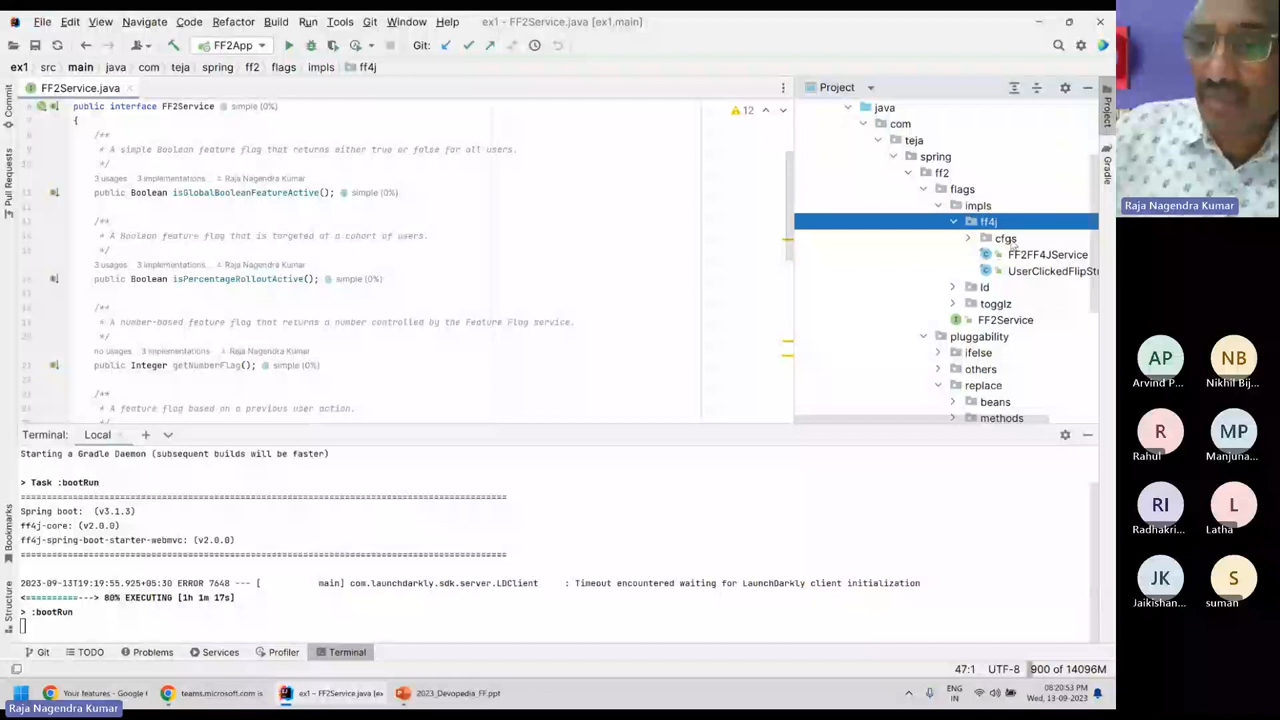 File Edit View Navigate Code Refactor Build Run Tools Git Window Help ex1 - FF2Service.java [ex1.main]
FF2App Git:
ex1 src main java com teja spring ff2 flags impls ff4j
FF2Service.java
public interface FF2Service simple (0%)
{
/**
* A simple Boolean feature flag that returns either true or false for all users.
*/
3 usages 3 implementations Raja Nagendra Kumar
public Boolean isGlobalBooleanFeatureActive(); simple (0%)
/**
* A Boolean feature flag that is targeted at a cohort of users.
*/
3 usages 3 implementations Raja Nagendra Kumar
public Boolean isPercentageRolloutActive(); simple (0%)
/**
* A number-based feature flag that returns a number controlled by the Feature Flag service.
*/
no usages 3 implementations Raja Nagendra Kumar
public Integer getNumberFlag(); simple (0%)
/**
* A feature flag based on a previous user action.
12
Project
java
com
teja
spring
ff2
flags
impls
ff4j
cfgs
FF2FF4JService
UserClickedFlipStr
ld
togglz
FF2Service
pluggability
ifelse
others
replace
beans
methods
Commit
Pull Requests
Bookmarks
Structure
Project
Gradle
Terminal: Local
Starting a Gradle Daemon (subsequent builds will be faster)
> Task :bootRun
Spring boot: (v3.1.3)
ff4j-core: (v2.0.0)
ff4j-spring-boot-starter-webmvc: (v2.0.0)
2023-09-13T19:19:55.925+05:30 ERROR 7648 --- [ main] com.launchdarkly.sdk.server.LDClient : Timeout encountered waiting for LaunchDarkly client initialization
<==========---> 80% EXECUTING [1h 1m 17s]
> :bootRun
Git TODO Problems Services Profiler Terminal
47:1 UTF-8 900 of 14096M
Your features - Google C teams.microsoft.com is ex1 – FF2Service.java (ex 2023_Devopedia_FF.ppt
ENG
IN
08:20:53 PM
Wed, 13-09-2023
Raja Nagendra Kumar
Raja Nagendra Kumar
AP
Arvind P...
NB
Nikhil Bij...
R
Rahul
MP
Manjuna...
RI
Radhakri...
L
Latha
JK
Jaikishan...
S
suman